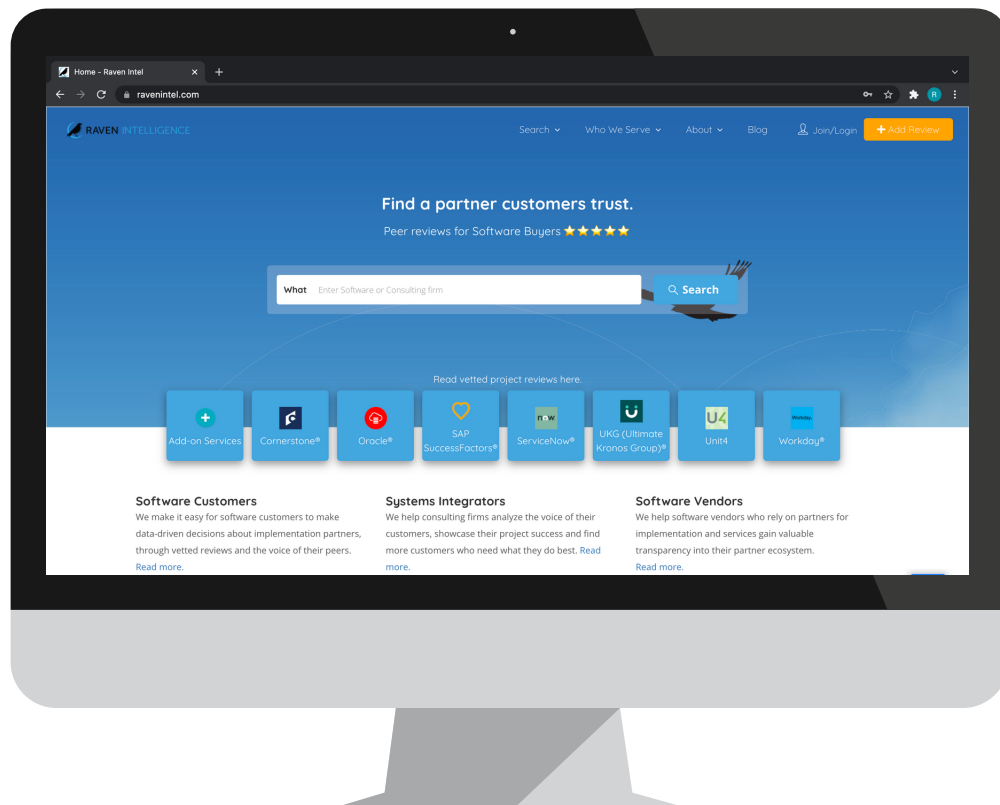 Home - Raven Intel
ravenintel.com
R
RAVEN INTELLIGENCE
Search
Who We Serve
About
Blog
Join/Login
+ Add Review
Find a partner customers trust.
Peer reviews for Software Buyers
What Enter Software or Consulting firm
Search
Read vetted project reviews here.
Add-on Services
Cornerstone®
Oracle®
SAP
SuccessFactors®
now
ServiceNow®
UKG (Ultimate
Kronos Group)®
U4
Unit4
Workday.
Workday®
Software Customers
We make it easy for software customers to make
data-driven decisions about implementation partners,
through vetted reviews and the voice of their peers.
Read more.
Systems Integrators
We help consulting firms analyze the voice of their
customers, showcase their project success and find
more customers who need what they do best. Read
more.
Software Vendors
We help software vendors who rely on partners for
implementation and services gain valuable
transparency into their partner ecosystem.
Read more.